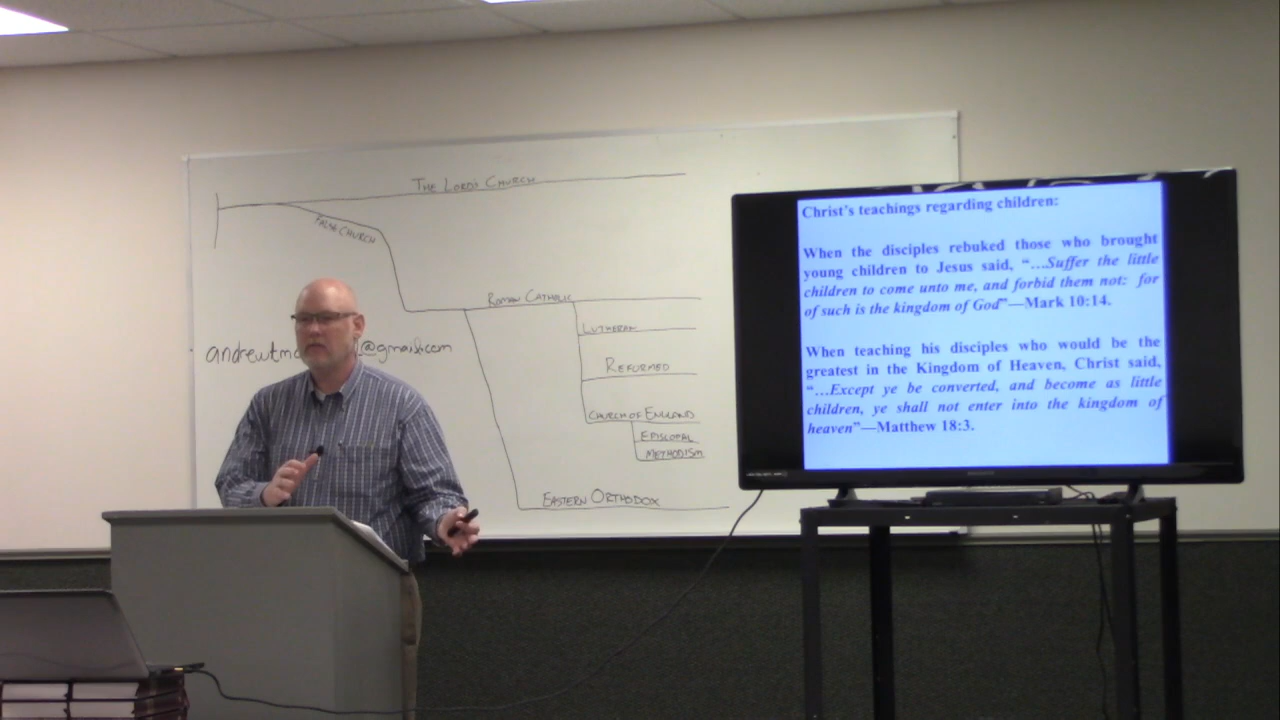 THE LORD'S CHURCH
FALSE CHURCH
ROMAN CATHOLIC
LUTHERAN
REFORMED
CHURCH OF ENGLAND
EPISCOPAL
METHODISM
EASTERN ORTHODOX
@gmail.com
Christ's teachings regarding children:
When the disciples rebuked those who brought
young children to Jesus said, “…Suffer the little
children to come unto me, and forbid them not: for
of such is the kingdom of God”—Mark 10:14.
When teaching his disciples who would be the
greatest in the Kingdom of Heaven, Christ said,
“…Except ye be converted, and become as little
children, ye shall not enter into the kingdom of
heaven”—Matthew 18:3.